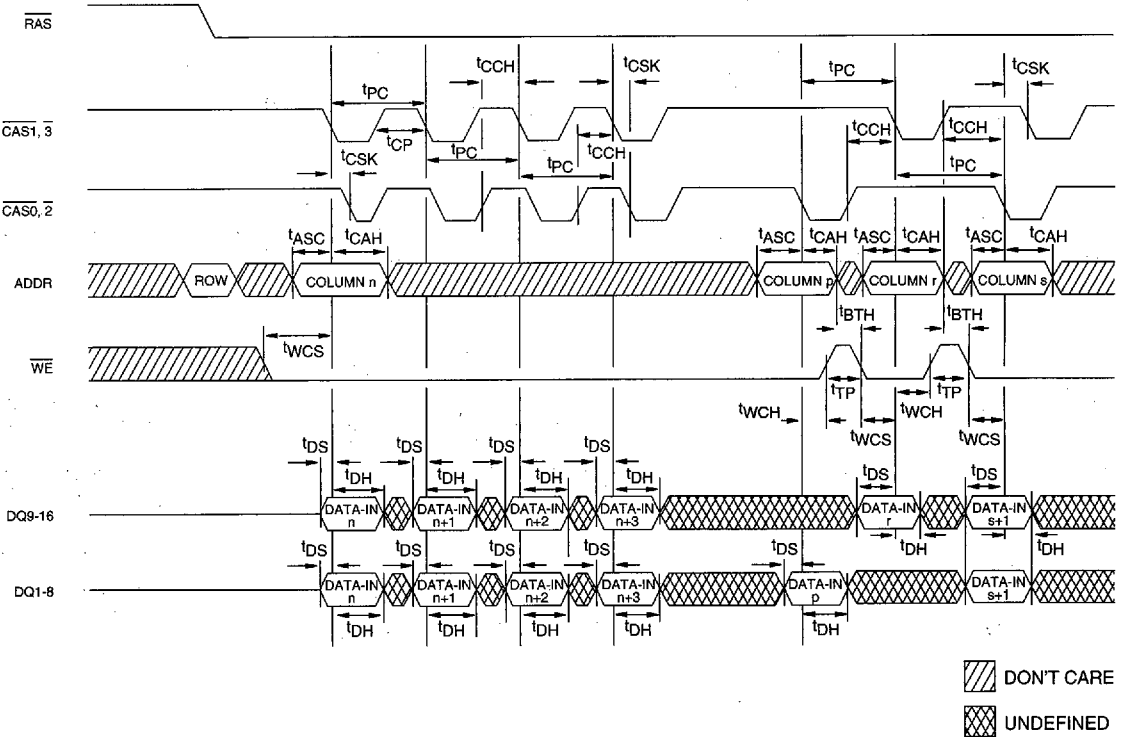 RAS
tCCH tPC tCSK
tPC
CAS1, 3
tCP tCCH tCCH
tCSK tPC tPC tCCH tPC
CAS0, 2
tASC tCAH tASC tCAH tASC tCAH tASC tCAH
ADDR ROW COLUMN n COLUMN p COLUMN r COLUMN s
tBTH tBTH
tWCS
WE
tTP tTP
tWCH tWCH
tWCS tWCS
tDS tDS tDS tDS tDS tDS
tDH tDH tDH tDH
DQ9-16 DATA-IN n DATA-IN n+1 DATA-IN n+2 DATA-IN n+3 DATA-IN r DATA-IN s+1
tDH tDH
tDS tDS tDS tDS tDS
DQ1-8 DATA-IN n DATA-IN n+1 DATA-IN n+2 DATA-IN n+3 DATA-IN p DATA-IN s+1
tDH tDH tDH tDH tDH
DON'T CARE
UNDEFINED